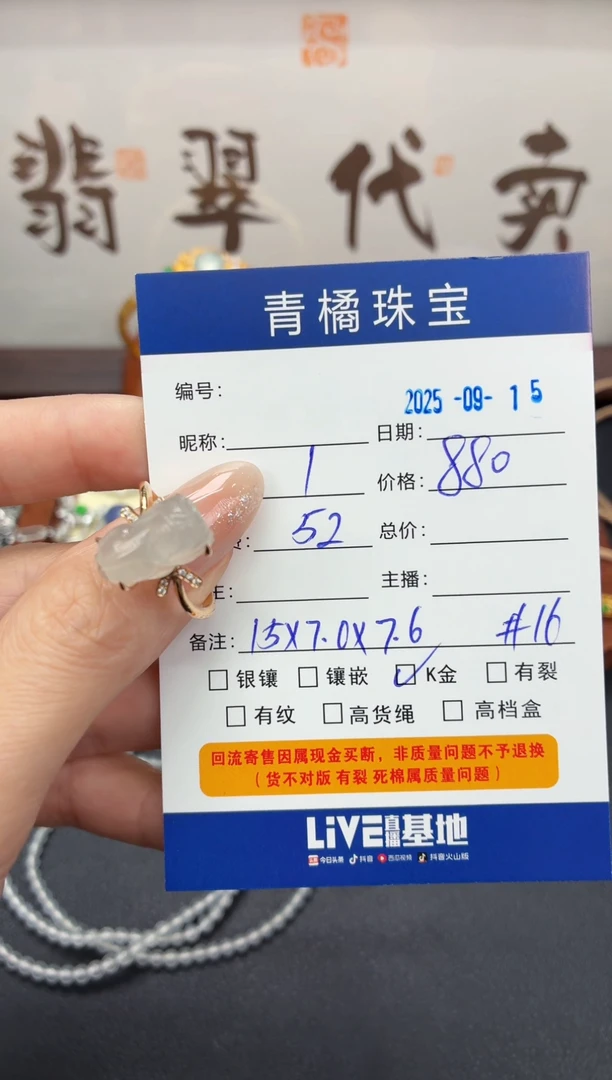 翡翠代卖
青橘珠宝
编号：
2025-09-15
昵称： 日期：
1 价格：880
52 总价：
主播：
备注：15X7.0X7.6 #16
□银镶 □镶嵌 ☑K金 □有裂
□有纹 □高货绳 □高档盒
回流寄售因属现金买断，非质量问题不予退换
（货不对版 有裂 死棉属质量问题）
LiVE直播基地
今日头条 抖音 西瓜视频 抖音火山版